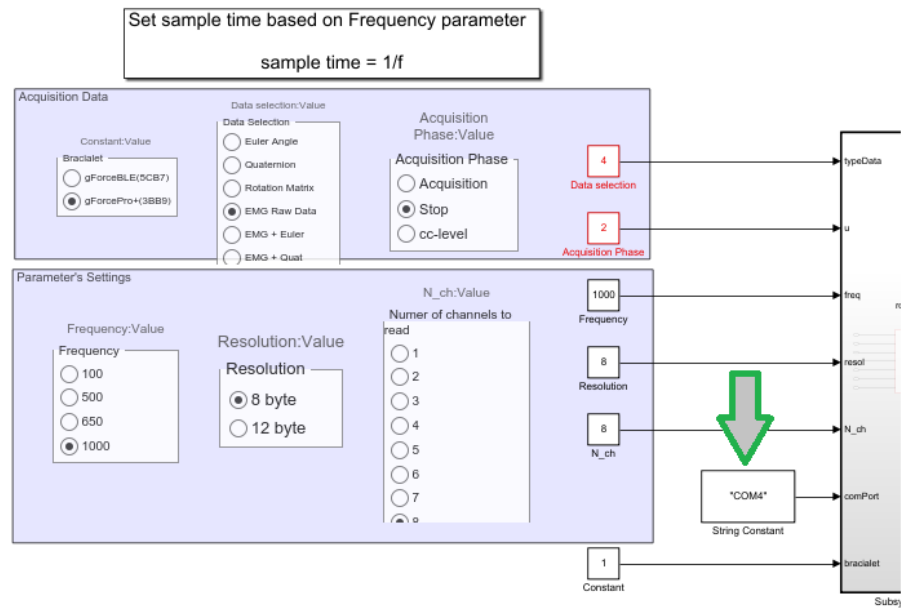 Set sample time based on Frequency parameter
sample time = 1/f
Acquisition Data
Constant:Value
Bracialet
gForceBLE(5CB7)
gForcePro+(3BB9)
Data selection:Value
Data Selection
Euler Angle
Quaternion
Rotation Matrix
EMG Raw Data
EMG + Euler
EMG + Quat
Acquisition
Phase:Value
Acquisition Phase
Acquisition
Stop
cc-level
4
Data selection
2
Acquisition Phase
Parameter's Settings
Frequency:Value
Frequency
100
500
650
1000
Resolution:Value
Resolution
8 byte
12 byte
N_ch:Value
Numer of channels to
read
1
2
3
4
5
6
7
8
1000
Frequency
8
Resolution
8
N_ch
"COM4"
String Constant
1
Constant
typeData
u
freq
resol
N_ch
comPort
bracialet